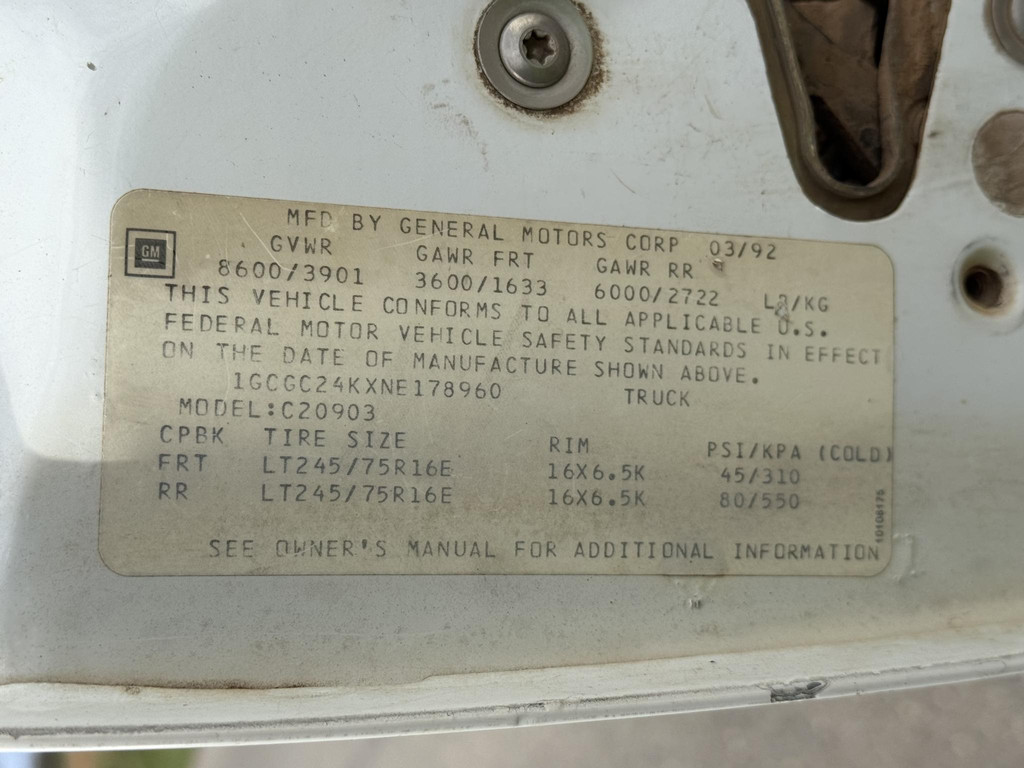 MFD BY GENERAL MOTORS CORP 03/92
GM
GVWR GAWR FRT GAWR RR
8600/3901 3600/1633 6000/2722 LB/KG
THIS VEHICLE CONFORMS TO ALL APPLICABLE U.S.
FEDERAL MOTOR VEHICLE SAFETY STANDARDS IN EFFECT
ON THE DATE OF MANUFACTURE SHOWN ABOVE.
1GCGC24KXNE178960 TRUCK
MODEL:C20903
CPBK TIRE SIZE RIM PSI/KPA (COLD)
FRT LT245/75R16E 16X6.5K 45/310
RR LT245/75R16E 16X6.5K 80/550
10108175
SEE OWNER'S MANUAL FOR ADDITIONAL INFORMATION